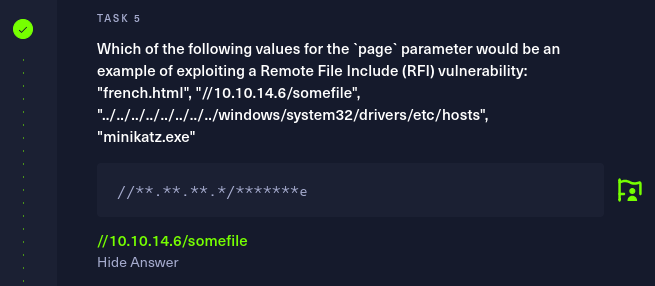 TASK 5
Which of the following values for the `page` parameter would be an
example of exploiting a Remote File Include (RFI) vulnerability:
"french.html", "//10.10.14.6/somefile",
"../../../../../../../../windows/system32/drivers/etc/hosts",
"minikatz.exe"
//**.**.**.*/*******e
//10.10.14.6/somefile
Hide Answer